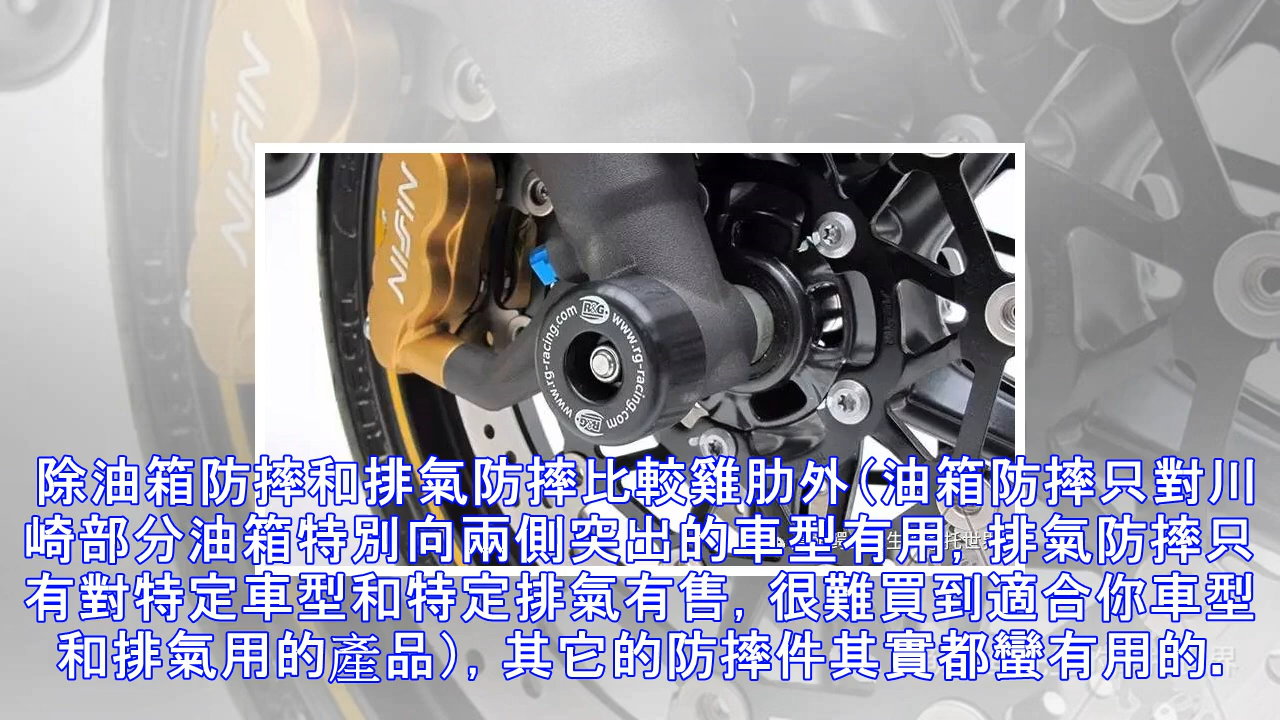 NISSIN
NISSIN
R&G
www.rg-racing.com
R&G
www.rg-racing.com
除油箱防摔和排氣防摔比較雞肋外(油箱防摔只對川
崎部分油箱特別向兩側突出的車型有用, 排氣防摔只
有對特定車型和特定排氣有售, 很難買到適合你車型
和排氣用的產品), 其它的防摔件其實都蠻有用的.